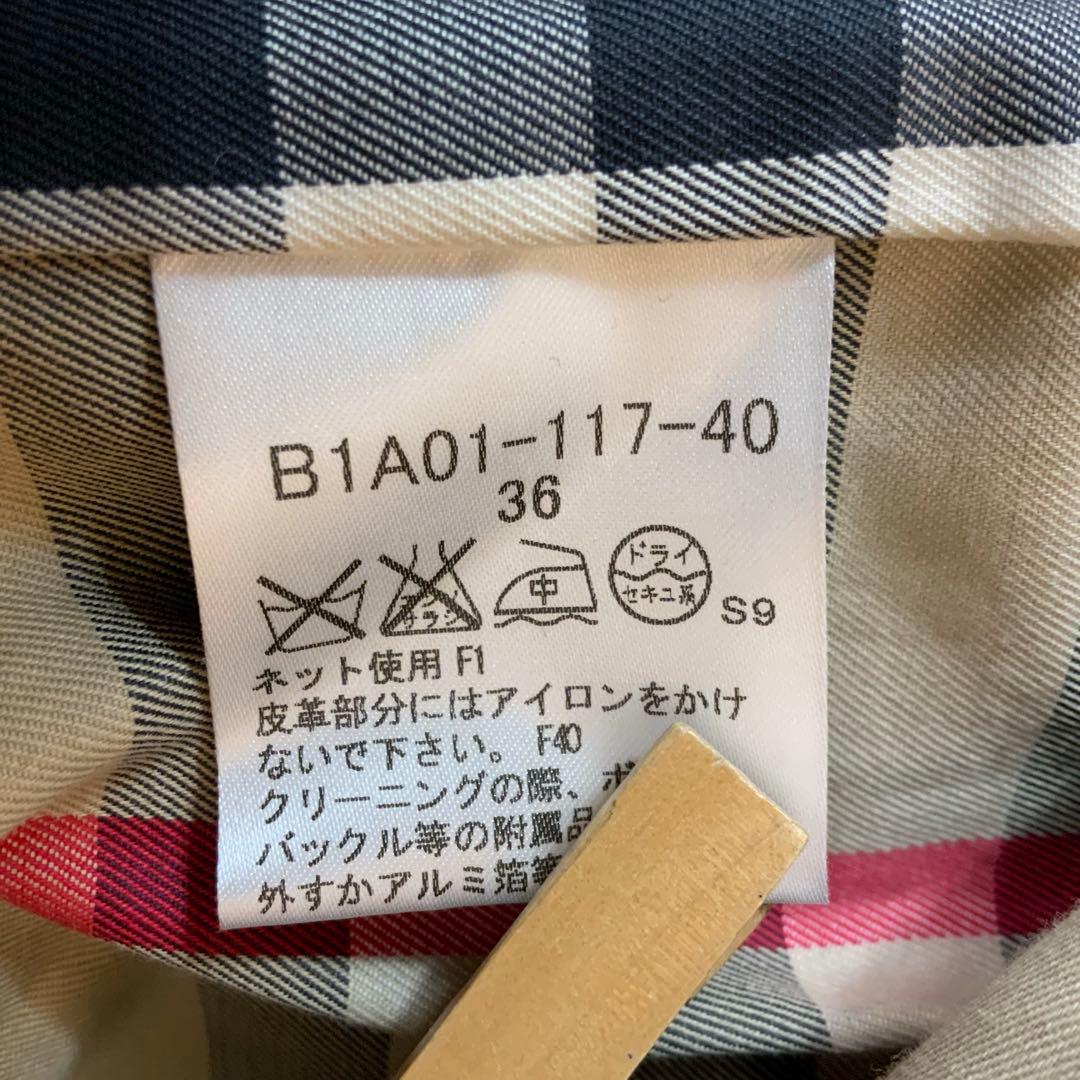 B1A01-117-40
36
中
ドライ
セキユ系
S9
ネット使用 F1
皮革部分にはアイロンをかけ
ないで下さい。 F40
クリーニングの際、ボ
バックル等の附属品
外すかアルミ箔等